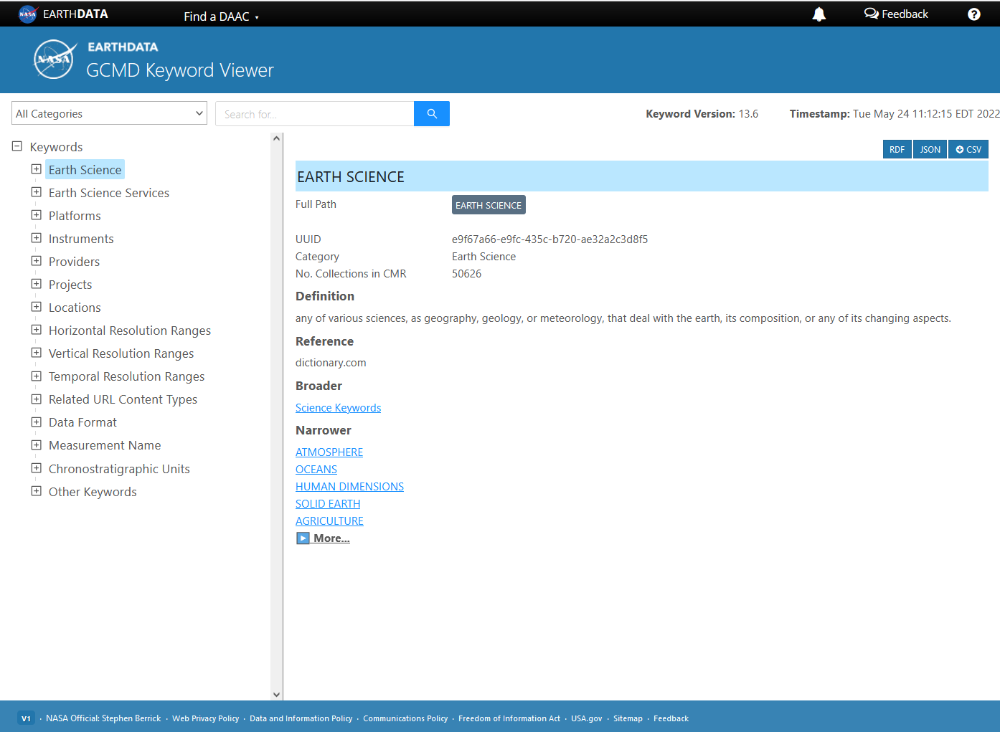 NASA EARTHDATA Find a DAAC ▾ Feedback ?
NASA EARTHDATA
GCMD Keyword Viewer
All Categories Search for... Keyword Version: 13.6 Timestamp: Tue May 24 11:12:15 EDT 2022
Keywords
Earth Science
Earth Science Services
Platforms
Instruments
Providers
Projects
Locations
Horizontal Resolution Ranges
Vertical Resolution Ranges
Temporal Resolution Ranges
Related URL Content Types
Data Format
Measurement Name
Chronostratigraphic Units
Other Keywords
RDF JSON CSV
EARTH SCIENCE
Full Path EARTH SCIENCE
UUID e9f67a66-e9fc-435c-b720-ae32a2c3d8f5
Category Earth Science
No. Collections in CMR 50626
Definition
any of various sciences, as geography, geology, or meteorology, that deal with the earth, its composition, or any of its changing aspects.
Reference
dictionary.com
Broader
Science Keywords
Narrower
ATMOSPHERE
OCEANS
HUMAN DIMENSIONS
SOLID EARTH
AGRICULTURE
More...
V1 · NASA Official: Stephen Berrick · Web Privacy Policy · Data and Information Policy · Communications Policy · Freedom of Information Act · USA.gov · Sitemap · Feedback